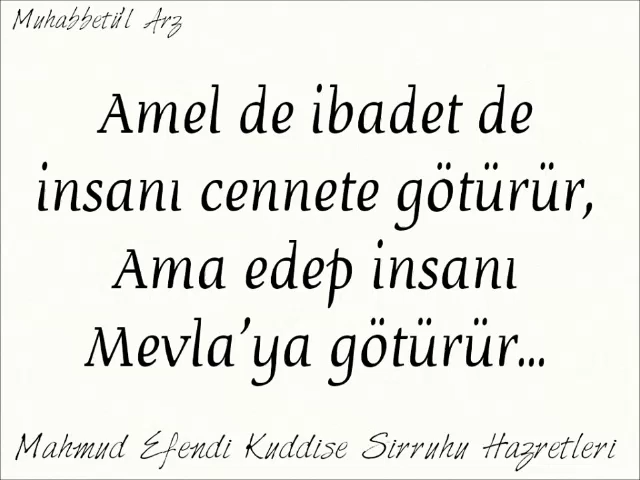 Muhabbetü'l Arz
Amel de ibadet de
insanı cennete götürür,
Ama edep insanı
Mevla'ya götürür...
Mahmud Efendi Kuddise Sirruhu Hazretleri